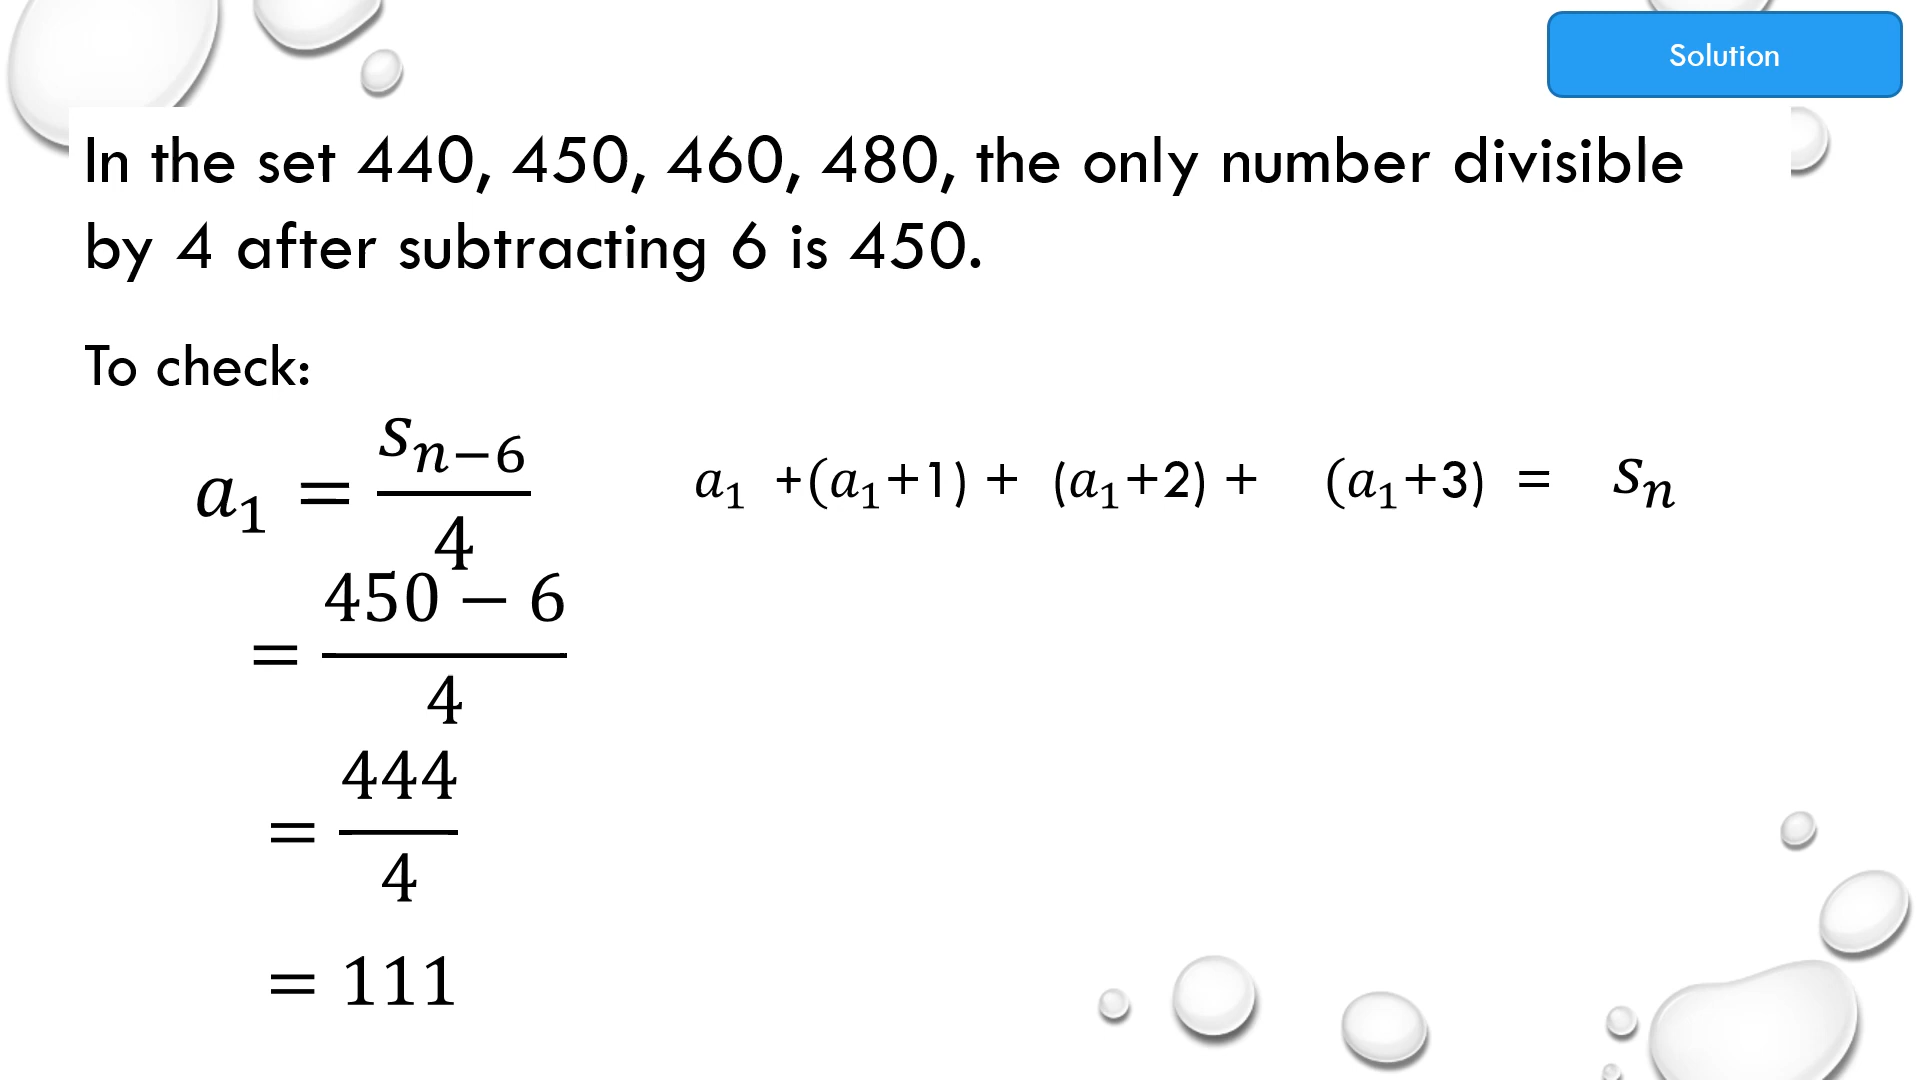 Solution
In the set 440, 450, 460, 480, the only number divisible
by 4 after subtracting 6 is 450.
To check:
𝑎₁ = 𝑠ₙ₋₆ / 4
𝑎₁ +(𝑎₁+1) + (𝑎₁+2) + (𝑎₁+3) = 𝑠ₙ
= 450 − 6 / 4
= 444 / 4
= 111